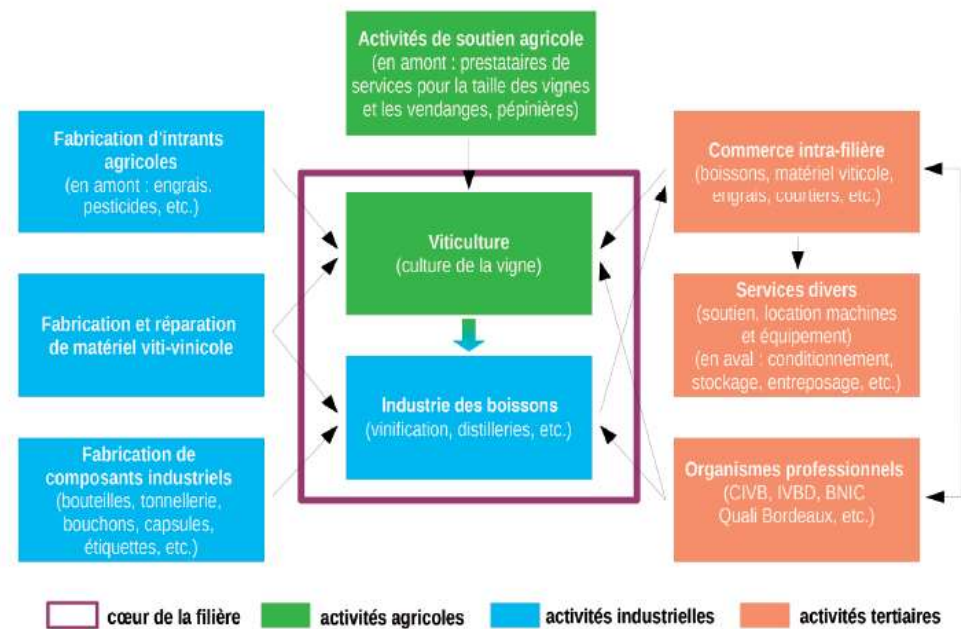 Activités de soutien agricole
(en amont : prestataires de
services pour la taille des vignes
et les vendanges, pépinières)
Fabrication d'intrants
agricoles
(en amont : engrais,
pesticides, etc.)
Commerce intra-filière
(boissons, matériel viticole,
engrais, courtiers, etc.)
Viticulture
(culture de la vigne)
Fabrication et réparation
de matériel viti-vinicole
Services divers
(soutien, location machines
et équipement)
(en aval : conditionnement,
stockage, entreposage, etc.)
Industrie des boissons
(vinification, distilleries, etc.)
Fabrication de
composants industriels
(bouteilles, tonnellerie,
bouchons, capsules,
étiquettes, etc.)
Organismes professionnels
(CIVB, IVBD, BNIC
Quali Bordeaux, etc.)
cœur de la filière
activités agricoles
activités industrielles
activités tertiaires